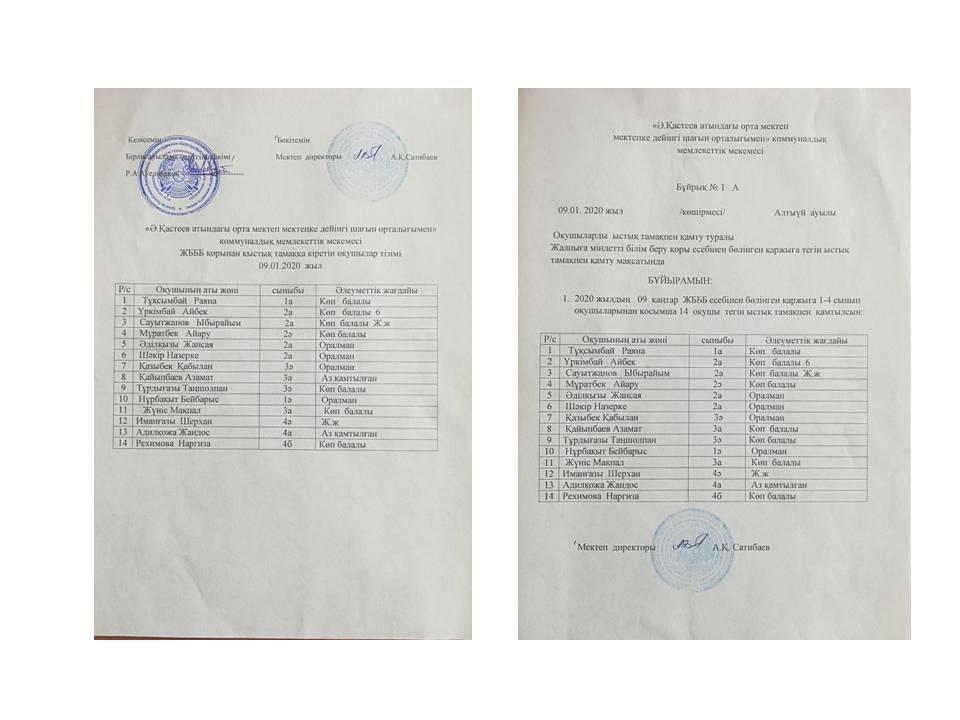 Келісемін
Р.А.
Бекітемін
Мектеп директоры А.Қ.Сатибаев
«Ә.Қастеев атындағы орта мектеп мектепке дейінгі шағын орталығымен»
коммуналдық мемлекеттік мекемесі
ЖБББ қорынан қыстық тамаққа кіретін оқушылар тізімі
09.01.2020 жыл
Р/с Оқушының аты жөні сыныбы Әлеуметтік жағдайы
1 Тұқсымбай Раяна 1а Көп балалы
2 Үркімбай Айбек 2а Көп балалы 6
3 Сауытжанов Ыбырайым 2а Көп балалы Ж.ж
4 Мұратбек Айару 2ә Көп балалы
5 Әділқызы Жансая 2а Оралман
6 Шәкір Назерке 2а Оралман
7 Қазыбек Қабылан 3ә Оралман
8 Қайыпбаев Азамат 3а Аз қамтылған
9 Тұрдығазы Таңшолпан 3ә Көп балалы
10 Нұрбақыт Бейбарыс 1ә Оралман
11 Жүніс Мақпал 3а Көп балалы
12 Иманғазы Шерхан 4ә Ж.ж
13 Адилқожа Жандос 4а Аз қамтылған
14 Рехимова Наргиза 4б Көп балалы
«Ә.Қастеев атындағы орта мектеп
мектепке дейінгі шағын орталығымен» коммуналдық
мемлекеттік мекемесі
Бұйрық № 1 А
09.01. 2020 жыл /көшірмесі/ Алтыүй ауылы
Оқушыларды ыстық тамақпен қамту туралы
Жалпыға міндетті білім беру қоры есебінен бөлінген қаржыға тегін ыстық
тамақпен қамту мақсатында
БҰЙЫРАМЫН:
1. 2020 жылдың 09 қаңтар ЖБББ есебінен бөлінген қаржыға 1-4 сынып
оқушыларынан қосымша 14 оқушы тегін ыстық тамақпен қамтылсын:
Р/с Оқушының аты жөні сыныбы Әлеуметтік жағдайы
1 Тұқсымбай Раяна 1а Көп балалы
2 Үркімбай Айбек 2а Көп балалы 6
3 Сауытжанов Ыбырайым 2а Көп балалы Ж.ж
4 Мұратбек Айару 2ә Көп балалы
5 Әділқызы Жансая 2а Оралман
6 Шәкір Назерке 2а Оралман
7 Қазыбек Қабылан 3ә Оралман
8 Қайыпбаев Азамат 3а Көп балалы
9 Тұрдығазы Таңшолпан 3ә Көп балалы
10 Нұрбақыт Бейбарыс 1ә Оралман
11 Жүніс Мақпал 3а Көп балалы
12 Иманғазы Шерхан 4ә Ж.ж
13 Адилқожа Жандос 4а Аз қамтылған
14 Рехимова Наргиза 4б Көп балалы
Мектеп директоры А.Қ. Сатибаев